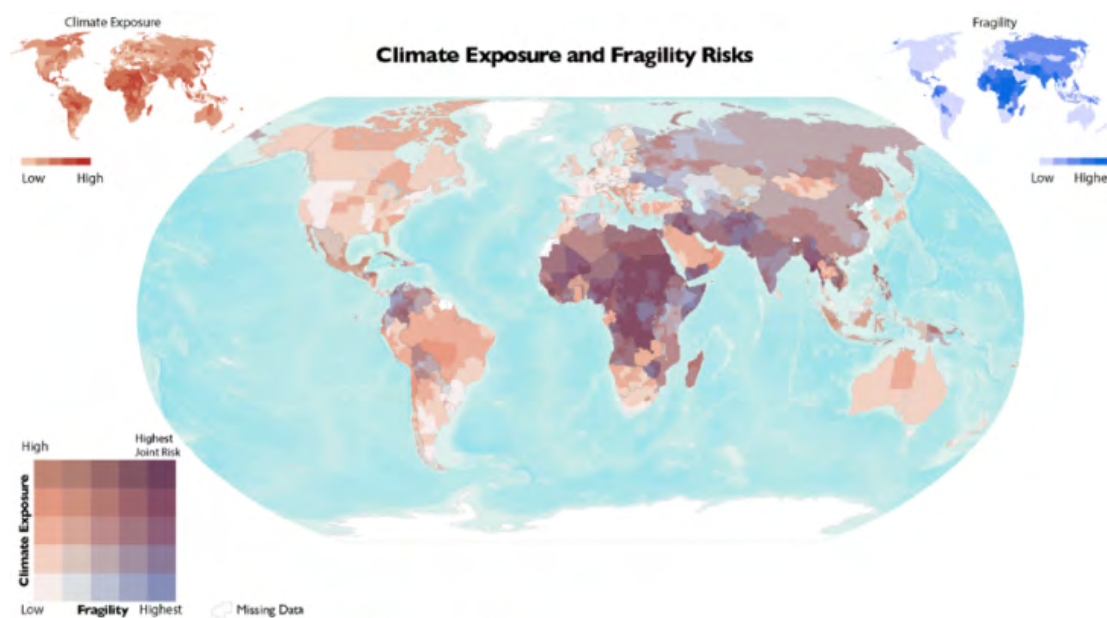 Climate Exposure
Low High
Climate Exposure and Fragility Risks
Fragility
Low Highest
High
Highest
Joint Risk
Climate Exposure
Low Fragility Highest
Missing Data